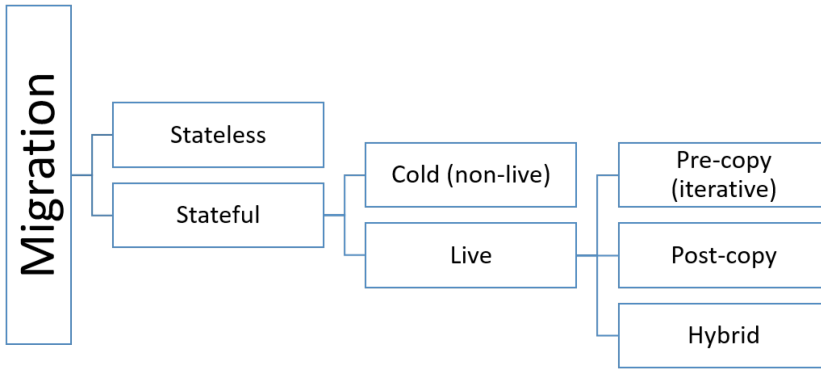 Migration
Stateless
Stateful
Cold (non-live)
Live
Pre-copy
(iterative)
Post-copy
Hybrid